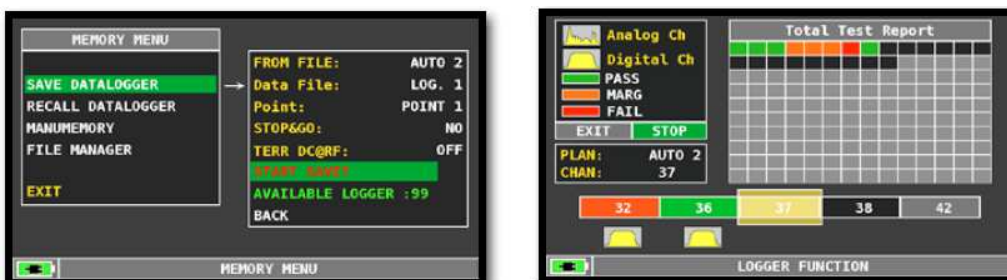 MEMORY MENU
SAVE DATALOGGER
RECALL DATALOGGER
MANUMEMORY
FILE MANAGER
EXIT
FROM FILE: AUTO 2
Data File: LOG. 1
Point: POINT 1
STOP&GO: NO
TERR DC@RF: OFF
START SAVE?
AVAILABLE LOGGER :99
BACK
MEMORY MENU
Analog Ch
Digital Ch
PASS
MARG
FAIL
EXIT STOP
PLAN: AUTO 2
CHAN: 37
Total Test Report
32 36 37 38 42
LOGGER FUNCTION